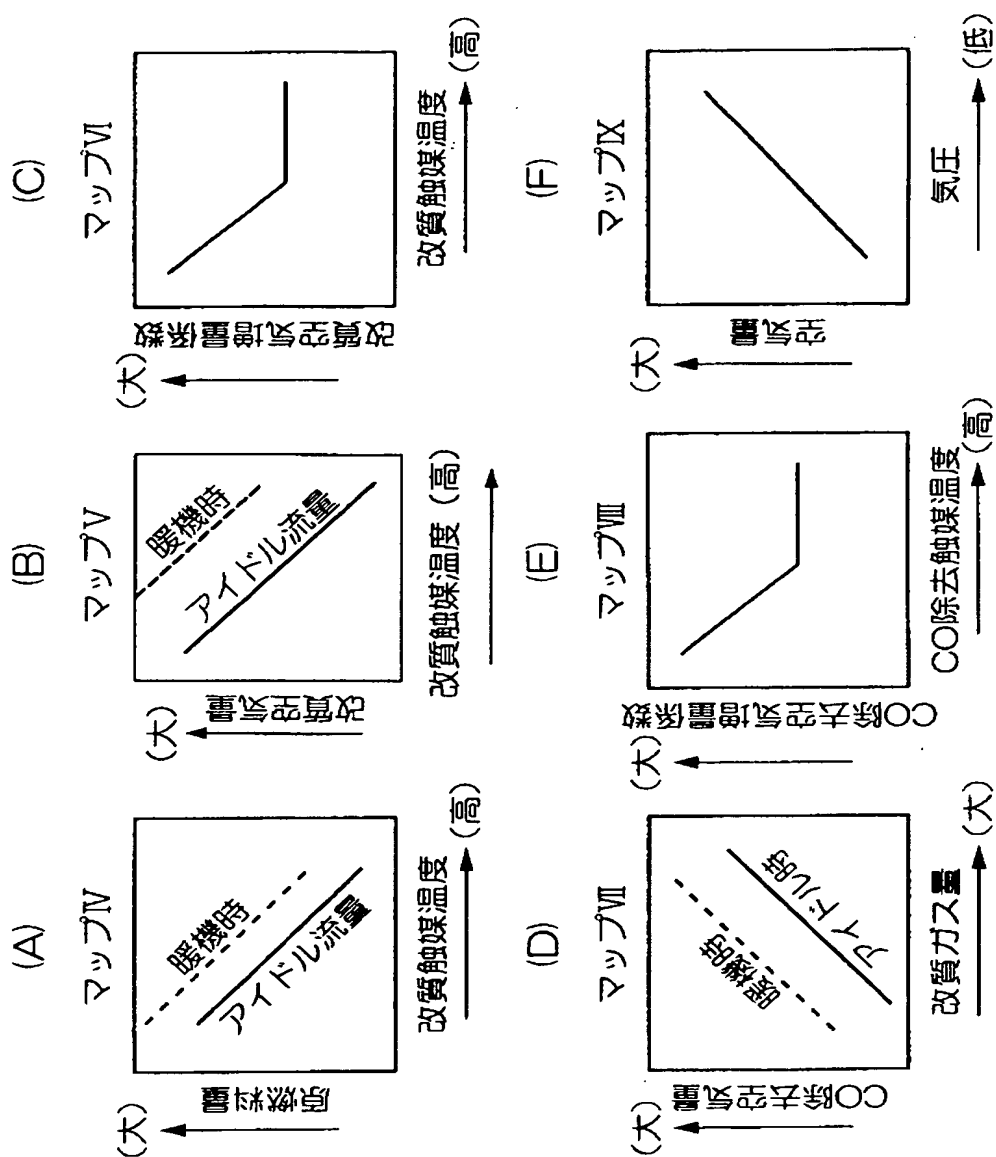 (A)
マップⅣ
(大)
原燃料量
暖機時
アイドル流量
改質触媒温度
(高)
(B)
マップⅤ
(大)
改質空気量
暖機時
アイドル流量
改質触媒温度 (高)
(C)
マップⅥ
(大)
改質空気増量係数
改質触媒温度
(高)
(D)
マップⅦ
(大)
CO除去空気量
暖機時
アイドル時
改質ガス量
(大)
(E)
マップⅧ
(大)
CO除去空気増量係数
CO除去触媒温度
(高)
(F)
マップⅨ
(大)
空気量
気圧
(低)